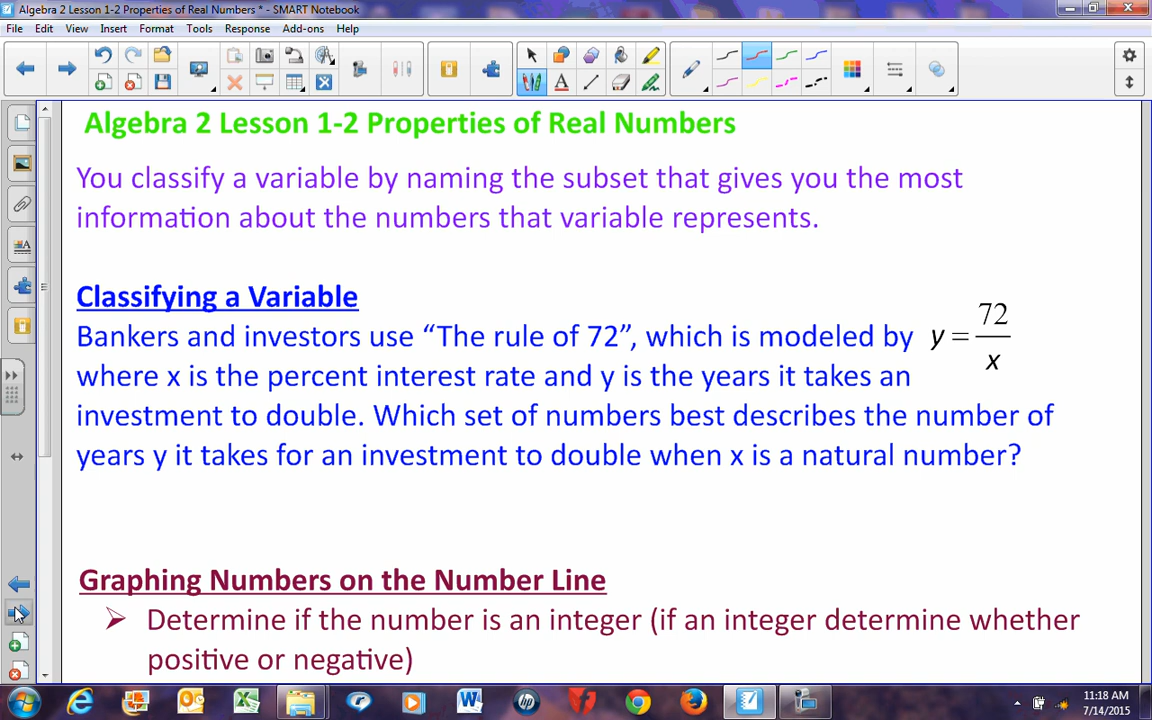 Algebra 2 Lesson 1-2 Properties of Real Numbers * - SMART Notebook
File Edit View Insert Format Tools Response Add-ons Help
Algebra 2 Lesson 1-2 Properties of Real Numbers
You classify a variable by naming the subset that gives you the most
information about the numbers that variable represents.
Classifying a Variable
Bankers and investors use “The rule of 72”, which is modeled by y = 72/x
where x is the percent interest rate and y is the years it takes an
investment to double. Which set of numbers best describes the number of
years y it takes for an investment to double when x is a natural number?
Graphing Numbers on the Number Line
➢ Determine if the number is an integer (if an integer determine whether
positive or negative)
11:18 AM
7/14/2015